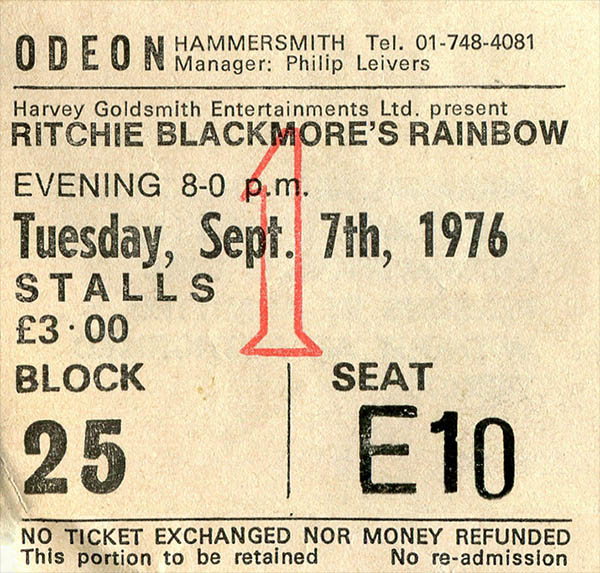 ODEON HAMMERSMITH Tel. 01-748-4081
Manager: Philip Leivers
Harvey Goldsmith Entertainments Ltd. present
RITCHIE BLACKMORE'S RAINBOW
EVENING 8-0 p.m.
Tuesday, Sept. 7th, 1976
STALLS
£3·00
1
BLOCK SEAT
25 E10
NO TICKET EXCHANGED NOR MONEY REFUNDED
This portion to be retained No re-admission